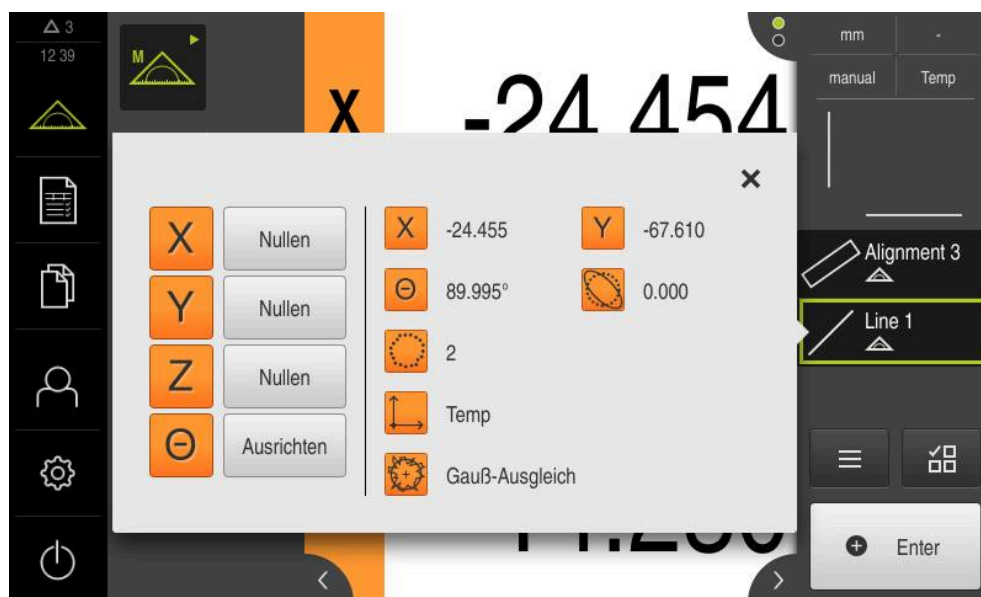 3
12 39
M
X
-24.454
mm
-
manual
Temp
X
Nullen
X
-24.455
Y
-67.610
Y
Nullen
Θ
89.995°
0.000
Z
Nullen
2
Θ
Ausrichten
Temp
Gauß-Ausgleich
Alignment 3
Line 1
Enter